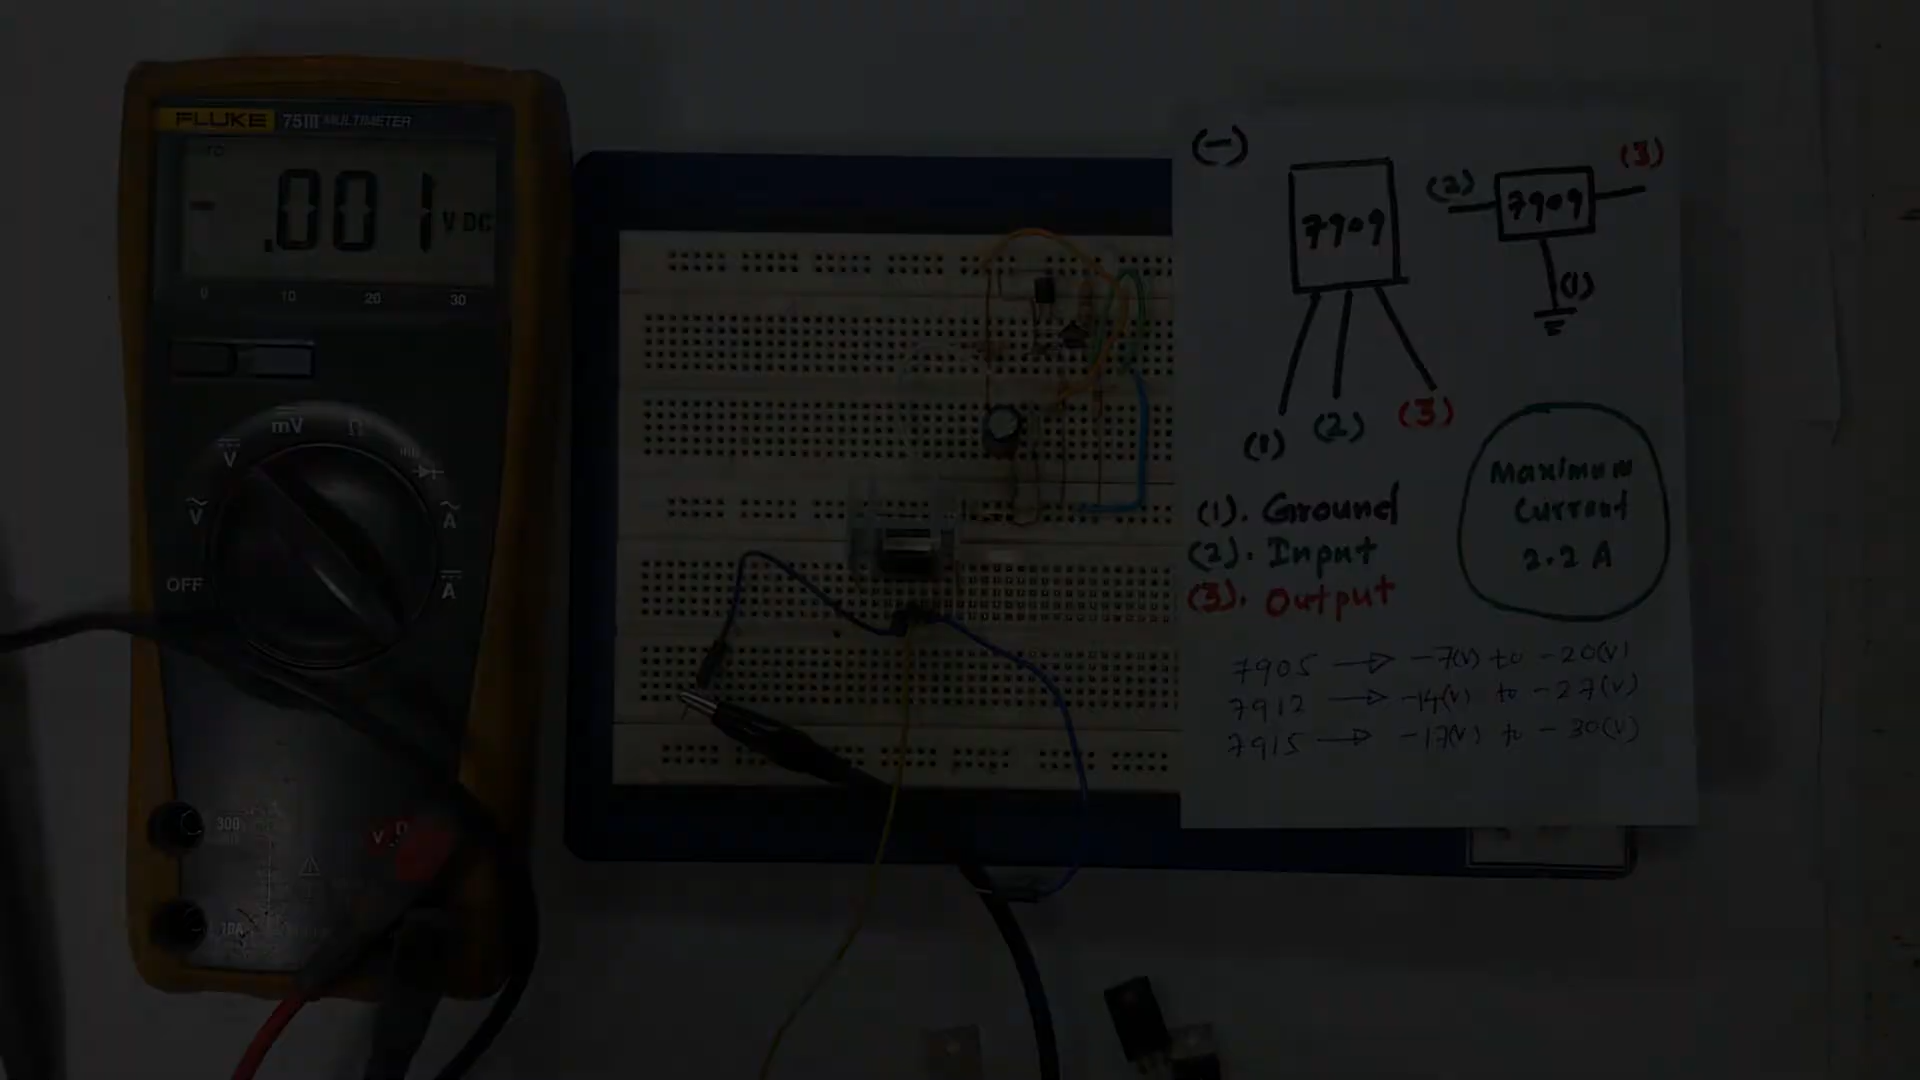 FLUKE 75III MULTIMETER
- .001 V DC
0 10 20 30
mV Ω
V
V A
OFF A
300
V Ω
10A
(-)
7909
(1) (2) (3)
(2) 7909 (3)
(1)
(1). Ground
(2). Input
(3). Output
Maximum
Current
2.2 A
7905 → -7(V) to -20(V)
7912 → -14(V) to -27(V)
7915 → -17(V) to -30(V)